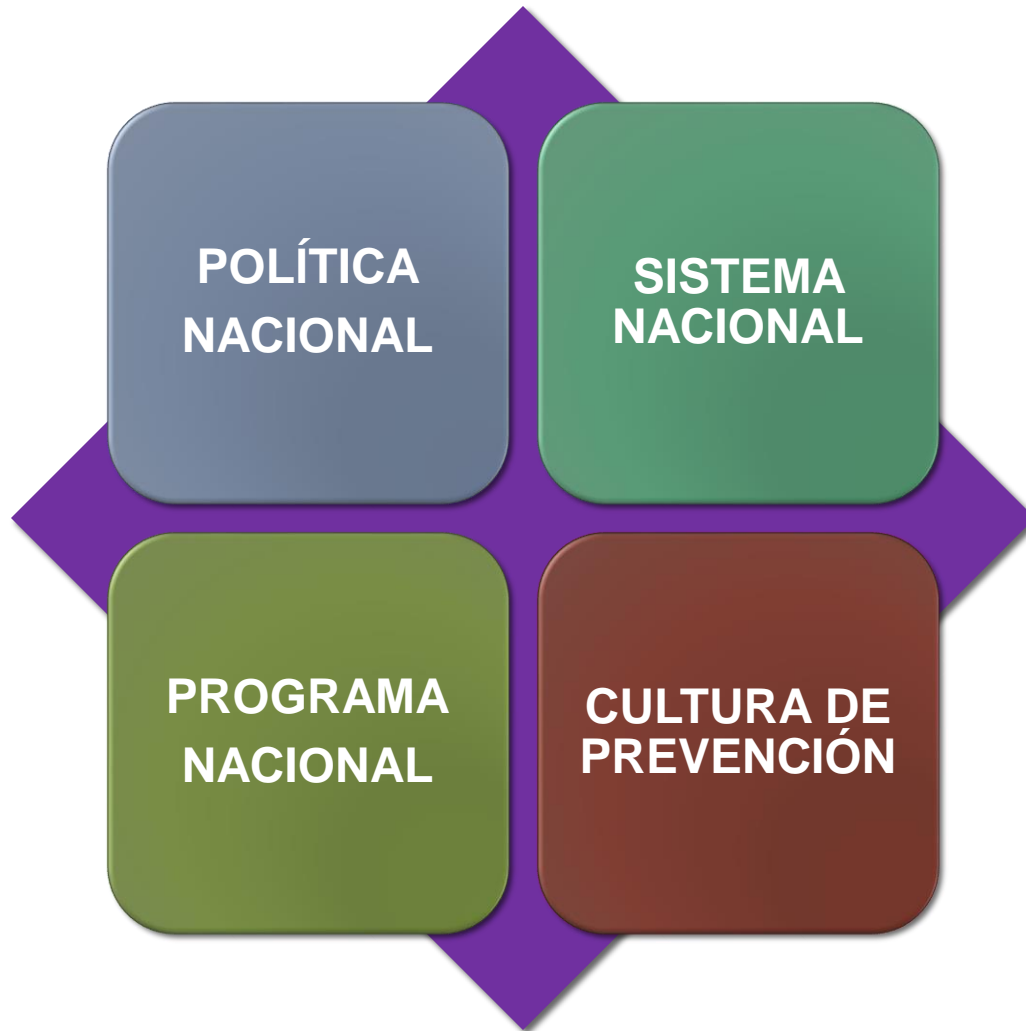 POLÍTICA
NACIONAL
SISTEMA
NACIONAL
PROGRAMA
NACIONAL
CULTURA DE
PREVENCIÓN